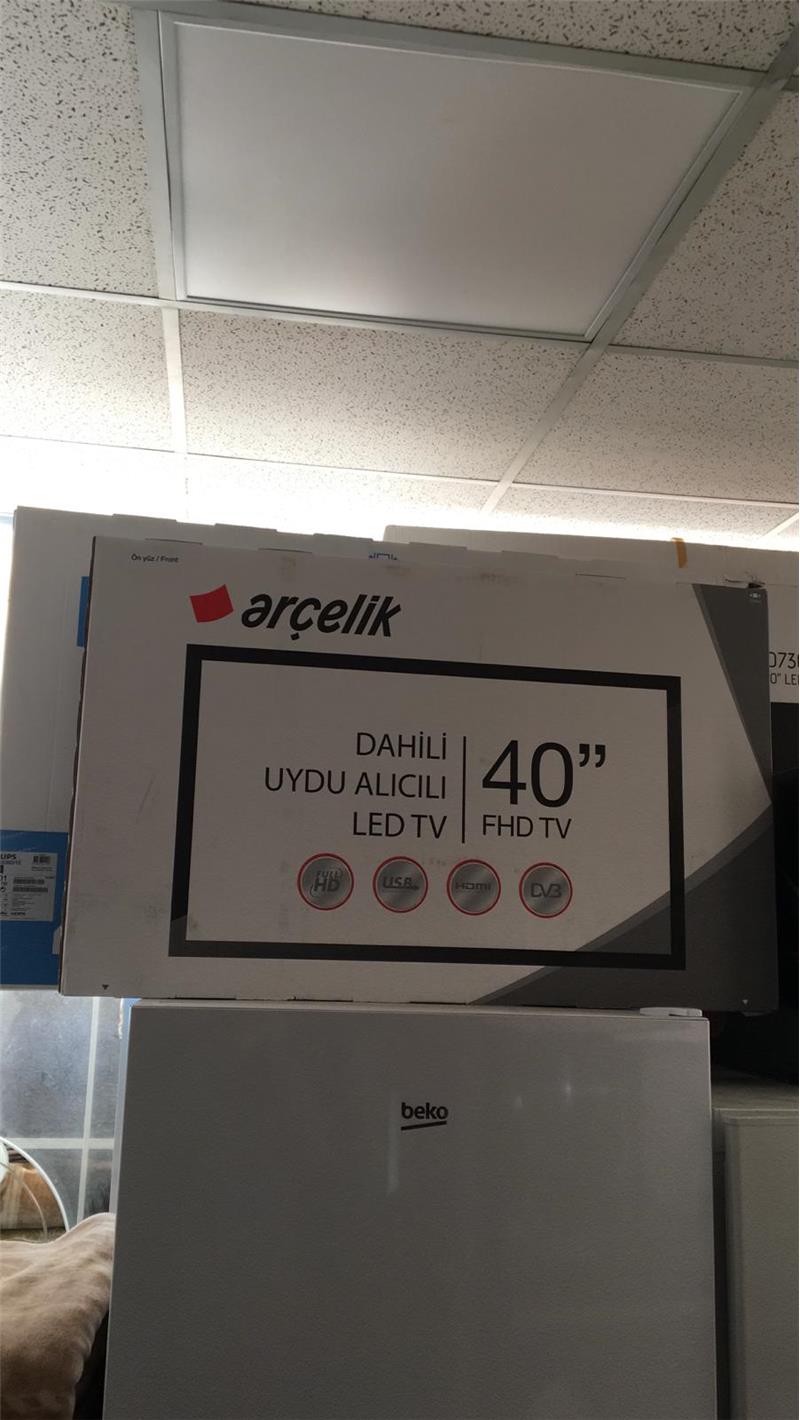 Ön yüz / Front
arçelik
DAHİLİ
UYDU ALICILI
LED TV
40”
FHD TV
FULL
HD
USB
HDMI
DVB
beko